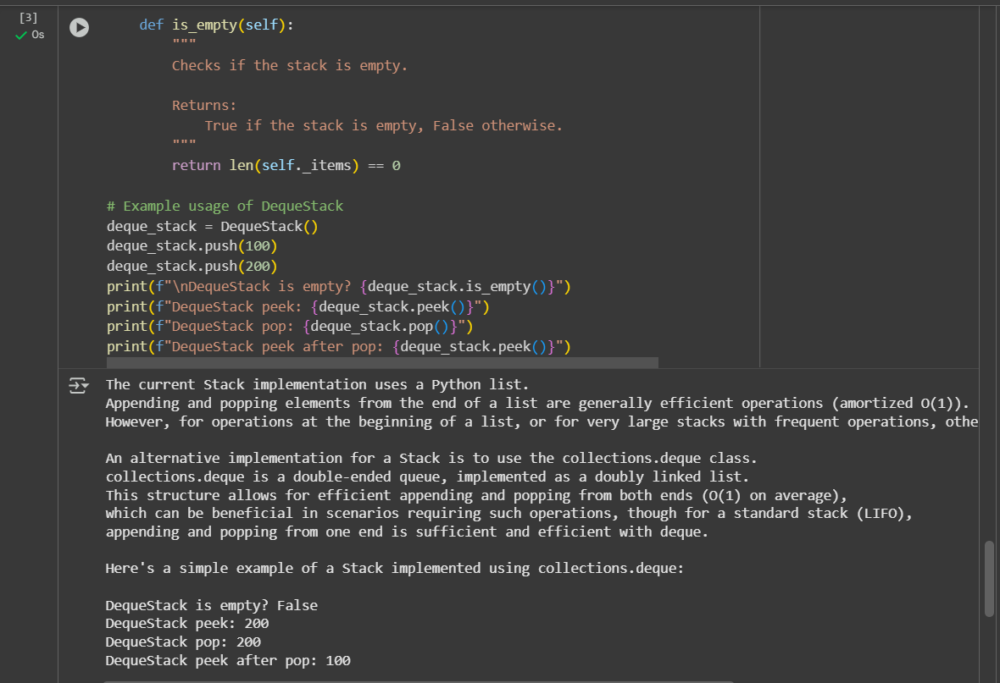 [3]
0s
def is_empty(self):
"""
Checks if the stack is empty.
Returns:
True if the stack is empty, False otherwise.
"""
return len(self._items) == 0
# Example usage of DequeStack
deque_stack = DequeStack()
deque_stack.push(100)
deque_stack.push(200)
print(f"\nDequeStack is empty? {deque_stack.is_empty()}")
print(f"DequeStack peek: {deque_stack.peek()}")
print(f"DequeStack pop: {deque_stack.pop()}")
print(f"DequeStack peek after pop: {deque_stack.peek()}")
The current Stack implementation uses a Python list.
Appending and popping elements from the end of a list are generally efficient operations (amortized O(1)).
However, for operations at the beginning of a list, or for very large stacks with frequent operations, othe
An alternative implementation for a Stack is to use the collections.deque class.
collections.deque is a double-ended queue, implemented as a doubly linked list.
This structure allows for efficient appending and popping from both ends (O(1) on average),
which can be beneficial in scenarios requiring such operations, though for a standard stack (LIFO),
appending and popping from one end is sufficient and efficient with deque.
Here's a simple example of a Stack implemented using collections.deque:
DequeStack is empty? False
DequeStack peek: 200
DequeStack pop: 200
DequeStack peek after pop: 100